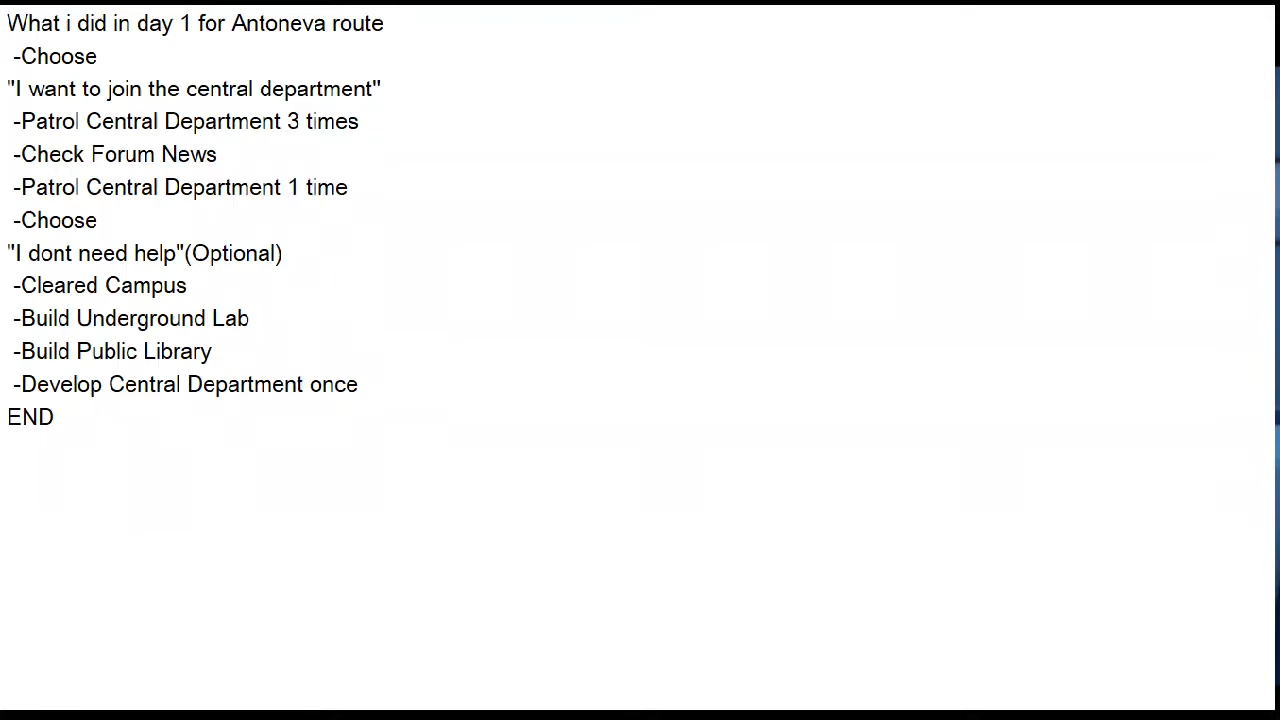 What i did in day 1 for Antoneva route
-Choose
"I want to join the central department"
-Patrol Central Department 3 times
-Check Forum News
-Patrol Central Department 1 time
-Choose
"I dont need help"(Optional)
-Cleared Campus
-Build Underground Lab
-Build Public Library
-Develop Central Department once
END